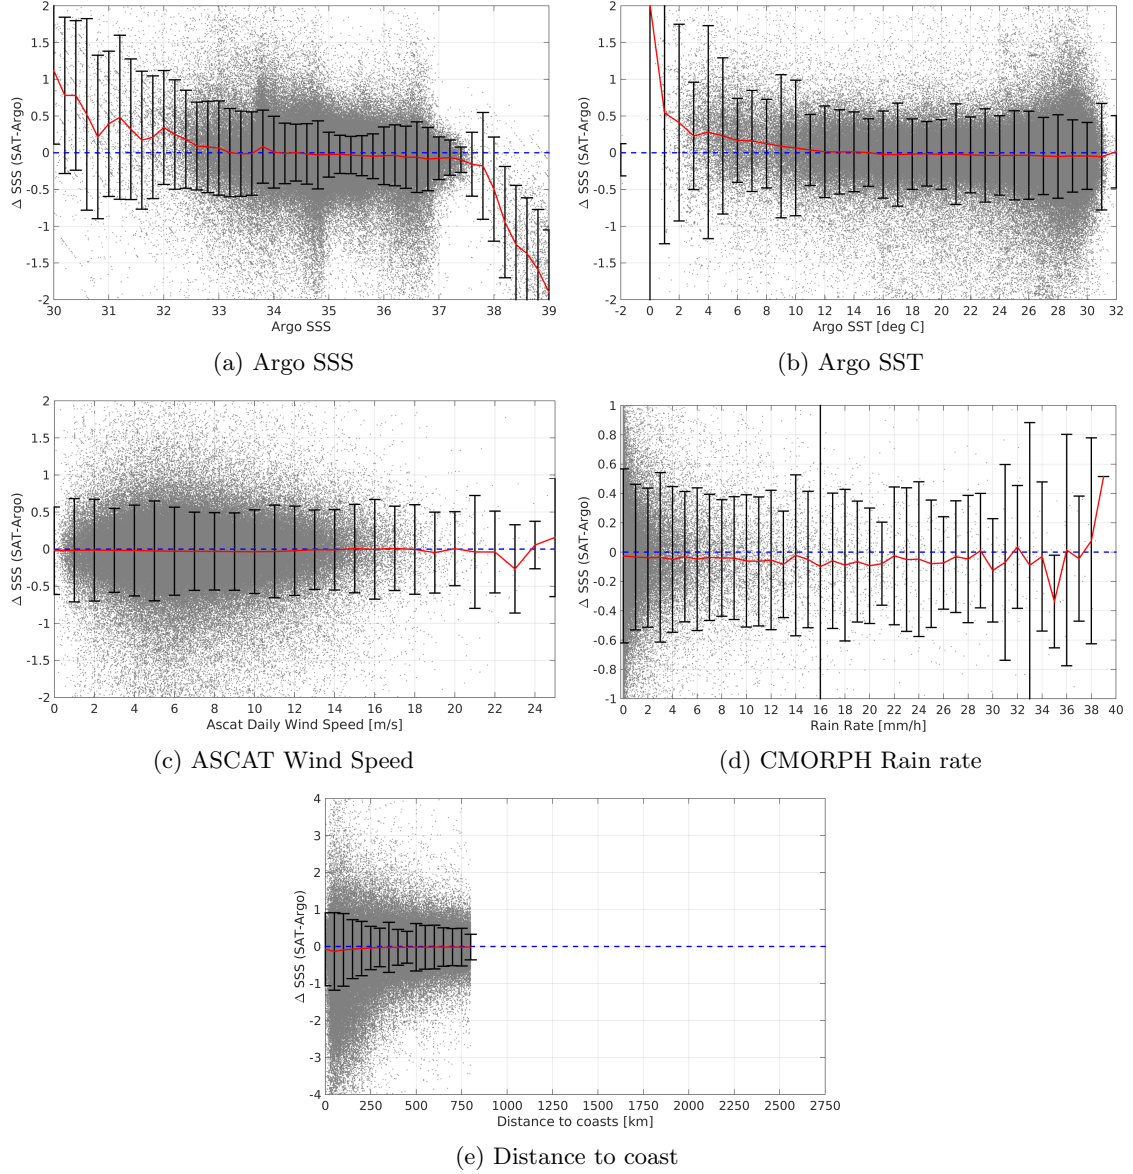 2
1.5
1
0.5
0
-0.5
-1
-1.5
-2
Δ SSS (SAT-Argo)
30 31 32 33 34 35 36 37 38 39
Argo SSS
(a) Argo SSS
2
1.5
1
0.5
0
-0.5
-1
-1.5
-2
Δ SSS (SAT-Argo)
-2 0 2 4 6 8 10 12 14 16 18 20 22 24 26 28 30 32
Argo SST [deg C]
(b) Argo SST
2
1.5
1
0.5
0
-0.5
-1
-1.5
-2
Δ SSS (SAT-Argo)
0 2 4 6 8 10 12 14 16 18 20 22 24
Ascat Daily Wind Speed [m/s]
(c) ASCAT Wind Speed
1
0.8
0.6
0.4
0.2
0
-0.2
-0.4
-0.6
-0.8
-1
Δ SSS (SAT-Argo)
0 2 4 6 8 10 12 14 16 18 20 22 24 26 28 30 32 34 36 38 40
Rain Rate [mm/h]
(d) CMORPH Rain rate
4
3
2
1
0
-1
-2
-3
-4
Δ SSS (SAT-Argo)
0 250 500 750 1000 1250 1500 1750 2000 2250 2500 2750
Distance to coasts [km]
(e) Distance to coast